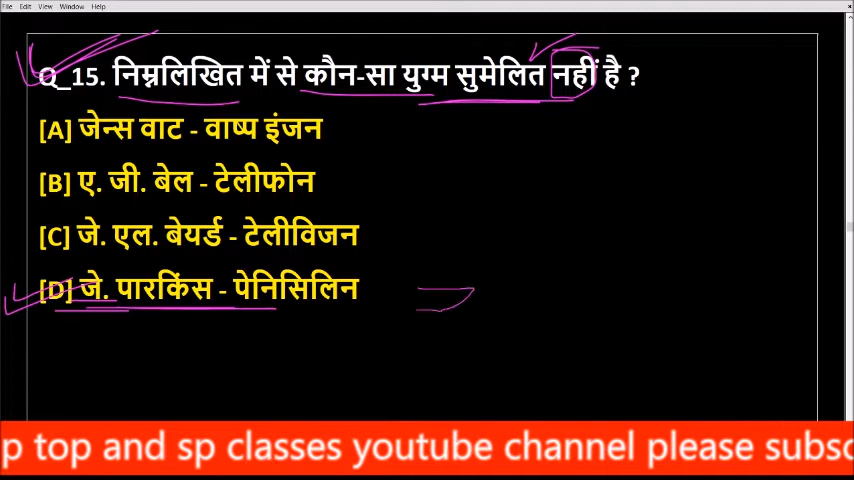 File Edit View Window Help
Q_15. निम्नलिखित में से कौन-सा युग्म सुमेलित नहीं है ?
[A] जेन्स वाट - वाष्प इंजन
[B] ए. जी. बेल - टेलीफोन
[C] जे. एल. बेयर्ड - टेलीविजन
[D] जे. पारकिंस - पेनिसिलिन
p top and sp classes youtube channel please subsc